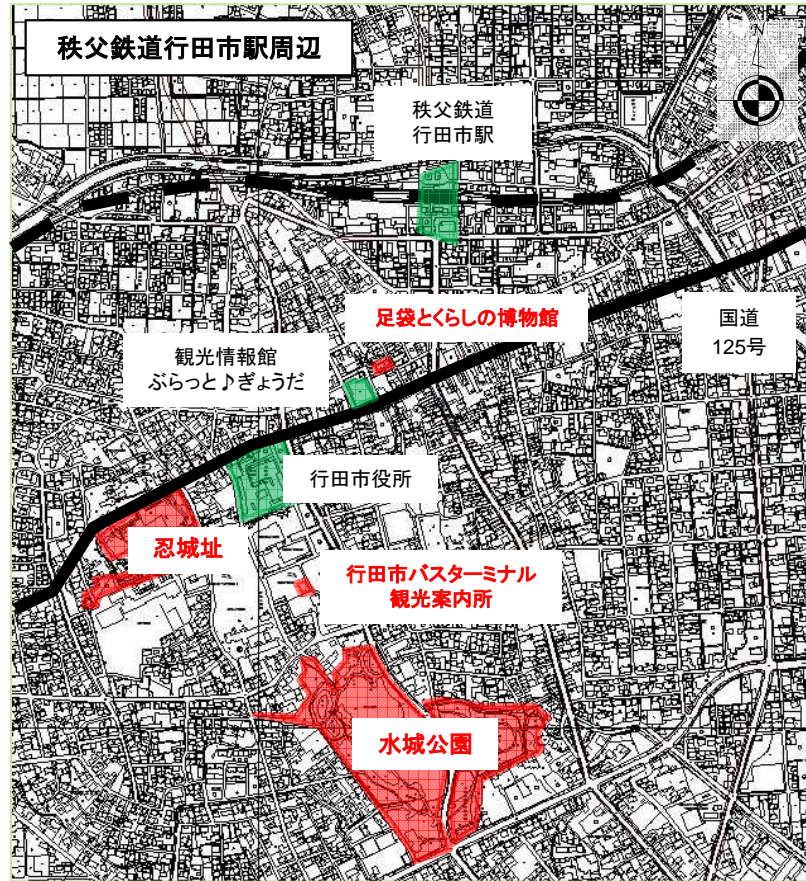 秩父鉄道行田市駅周辺
N
秩父鉄道
行田市駅
足袋とくらしの博物館
国道
125号
観光情報館
ぶらっと♪ぎょうだ
行田市役所
忍城址
行田市バスターミナル
観光案内所
水城公園